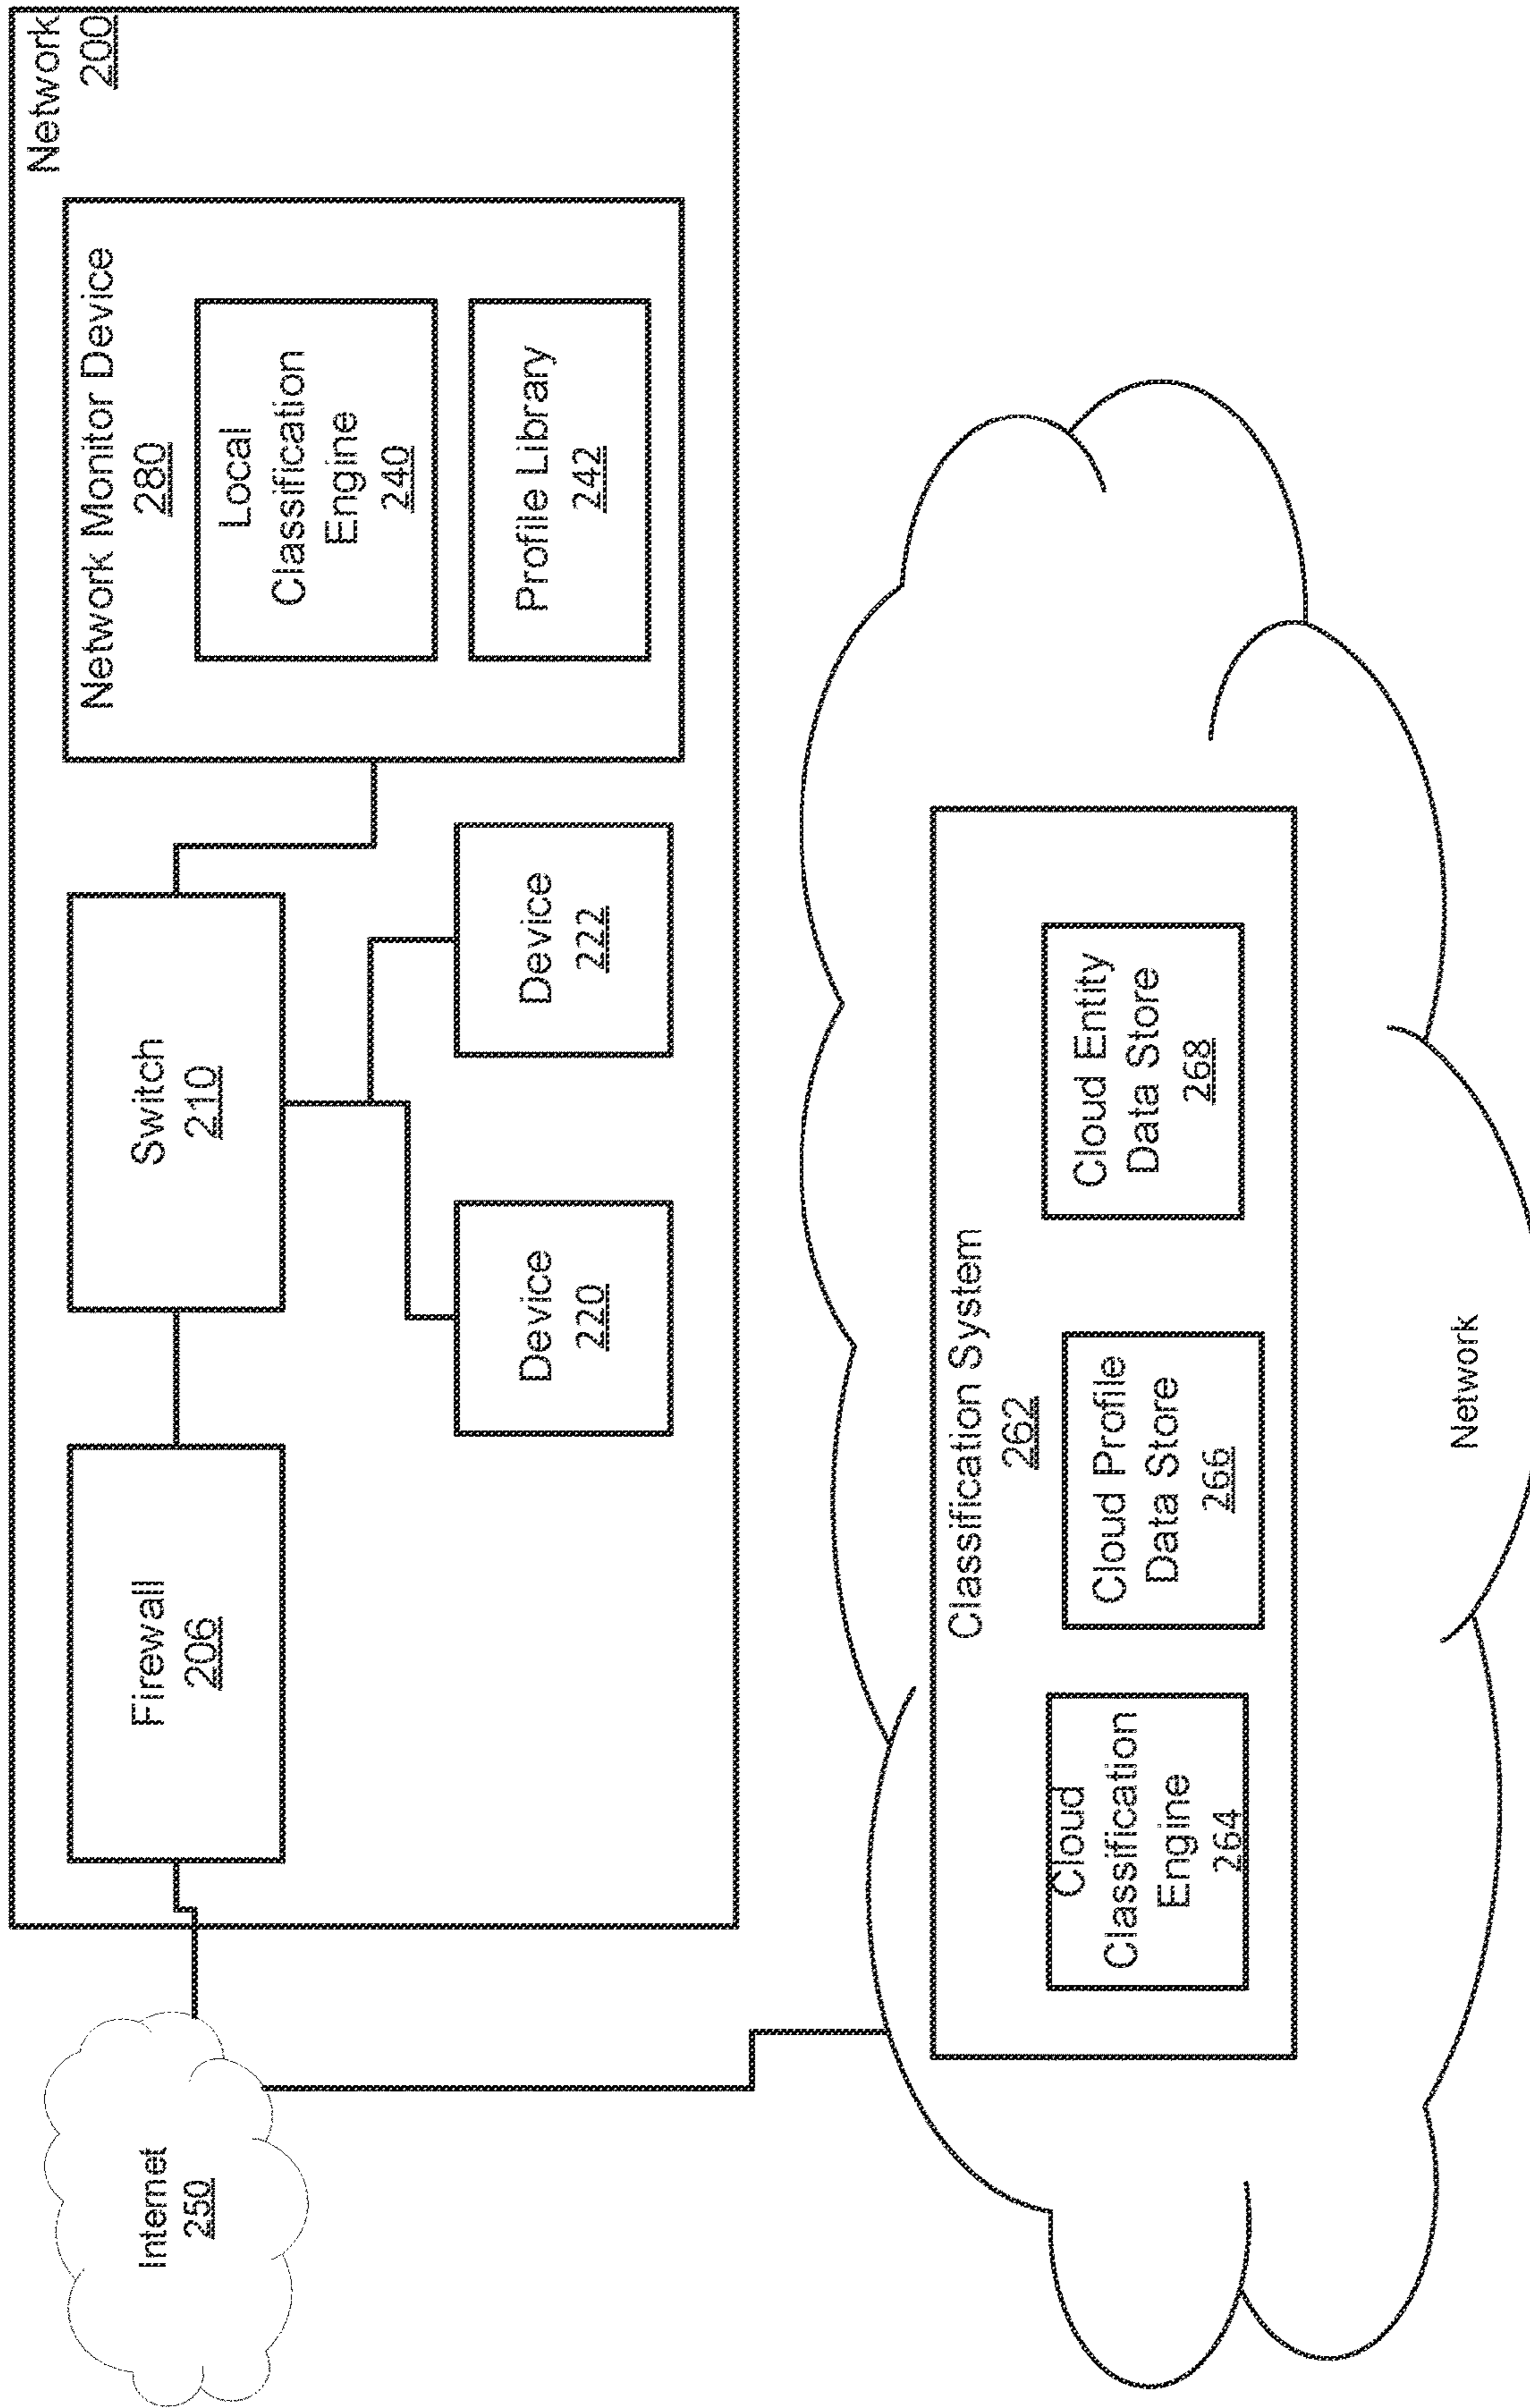 Network
200
Network Monitor Device
280
Local
Classification
Engine
240
Profile Library
242
Switch
210
Device
222
Device
220
Firewall
206
Internet
250
Classification System
262
Cloud
Classification
Engine
264
Cloud Profile
Data Store
266
Cloud Entity
Data Store
268
Network